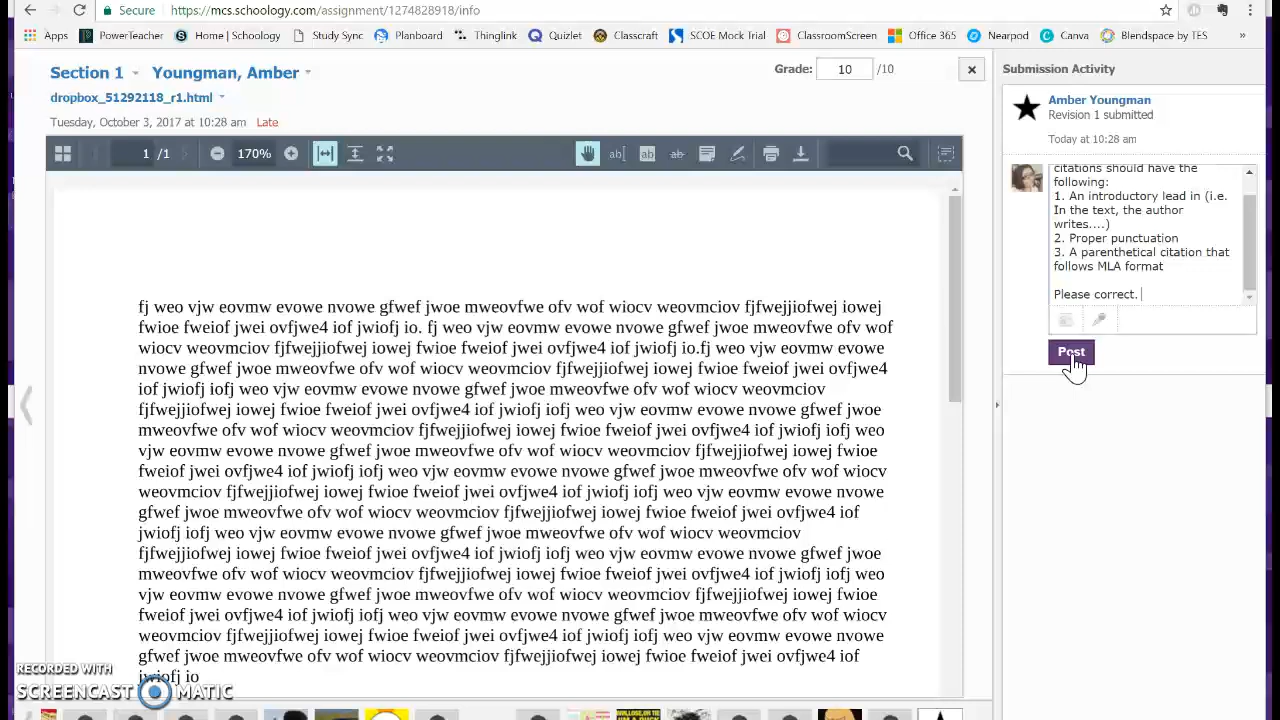 Secure https://mcs.schoology.com/assignment/1274828918/info
Apps PowerTeacher Home | Schoology Study Sync Planboard Thinglink Quizlet Classcraft SCOE Mock Trial ClassroomScreen Office 365 Nearpod Canva Blendspace by TES »
Section 1 Youngman, Amber
Grade: 10 /10
dropbox_51292118_r1.html
Tuesday, October 3, 2017 at 10:28 am Late
1 /1 170%
fj weo vjw eovmw evowe nvowe gfwef jwoe mweovfwe ofv wof wiocv weovmciov fjfwejjiofwej iowej
fwioe fweiof jwei ovfjwe4 iof jwiofj io. fj weo vjw eovmw evowe nvowe gfwef jwoe mweovfwe ofv wof
wiocv weovmciov fjfwejjiofwej iowej fwioe fweiof jwei ovfjwe4 iof jwiofj io.fj weo vjw eovmw evowe
nvowe gfwef jwoe mweovfwe ofv wof wiocv weovmciov fjfwejjiofwej iowej fwioe fweiof jwei ovfjwe4
iof jwiofj iofj weo vjw eovmw evowe nvowe gfwef jwoe mweovfwe ofv wof wiocv weovmciov
fjfwejjiofwej iowej fwioe fweiof jwei ovfjwe4 iof jwiofj iofj weo vjw eovmw evowe nvowe gfwef jwoe
mweovfwe ofv wof wiocv weovmciov fjfwejjiofwej iowej fwioe fweiof jwei ovfjwe4 iof jwiofj iofj weo
vjw eovmw evowe nvowe gfwef jwoe mweovfwe ofv wof wiocv weovmciov fjfwejjiofwej iowej fwioe
fweiof jwei ovfjwe4 iof jwiofj iofj weo vjw eovmw evowe nvowe gfwef jwoe mweovfwe ofv wof wiocv
weovmciov fjfwejjiofwej iowej fwioe fweiof jwei ovfjwe4 iof jwiofj iofj weo vjw eovmw evowe nvowe
gfwef jwoe mweovfwe ofv wof wiocv weovmciov fjfwejjiofwej iowej fwioe fweiof jwei ovfjwe4 iof
jwiofj iofj weo vjw eovmw evowe nvowe gfwef jwoe mweovfwe ofv wof wiocv weovmciov
fjfwejjiofwej iowej fwioe fweiof jwei ovfjwe4 iof jwiofj iofj weo vjw eovmw evowe nvowe gfwef jwoe
mweovfwe ofv wof wiocv weovmciov fjfwejjiofwej iowej fwioe fweiof jwei ovfjwe4 iof jwiofj iofj weo
vjw eovmw evowe nvowe gfwef jwoe mweovfwe ofv wof wiocv weovmciov fjfwejjiofwej iowej fwioe
fweiof jwei ovfjwe4 iof jwiofj iofj weo vjw eovmw evowe nvowe gfwef jwoe mweovfwe ofv wof wiocv
weovmciov fjfwejjiofwej iowej fwioe fweiof jwei ovfjwe4 iof jwiofj iofj weo vjw eovmw evowe nvowe
gfwef jwoe mweovfwe ofv wof wiocv weovmciov fjfwejjiofwej iowej fwioe fweiof jwei ovfjwe4 iof
jwiofj io
Submission Activity
Amber Youngman
Revision 1 submitted
Today at 10:28 am
citations should have the
following:
1. An introductory lead in (i.e.
In the text, the author
writes....)
2. Proper punctuation
3. A parenthetical citation that
follows MLA format
Please correct.
Post
RECORDED WITH
SCREENCAST MATIC